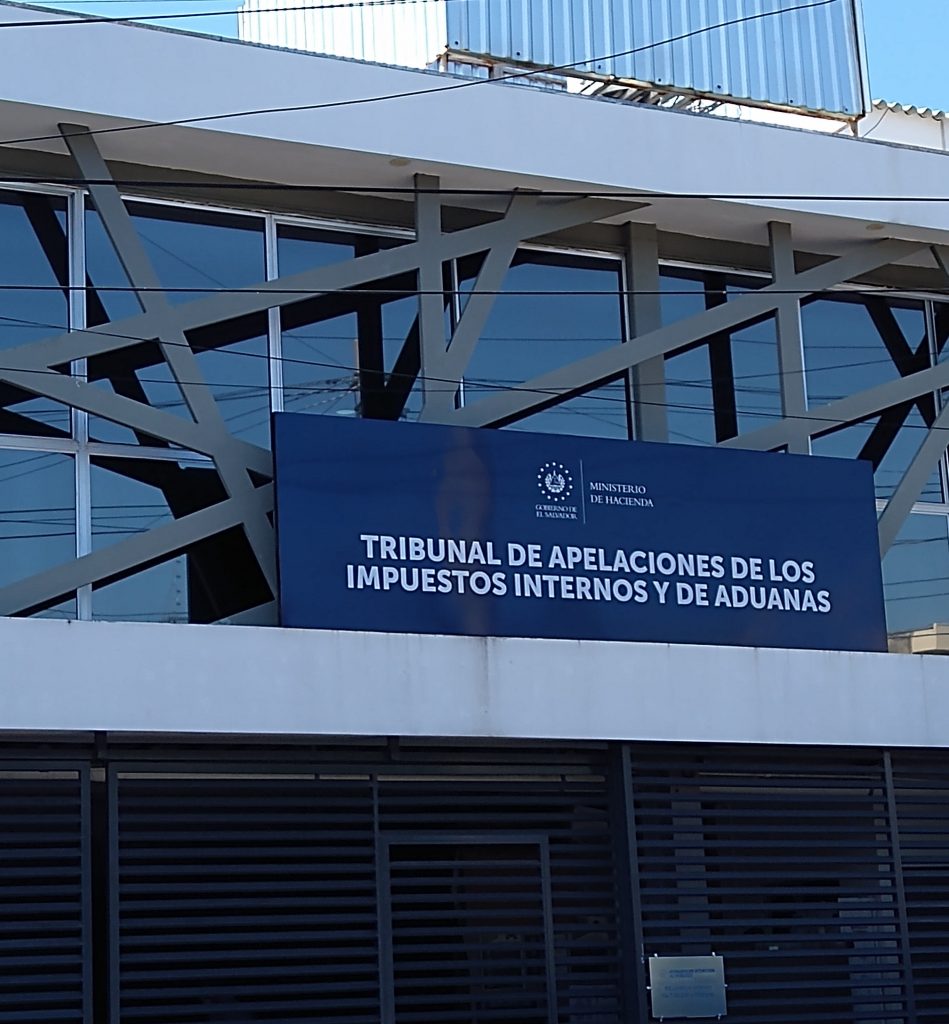 GOBIERNO DE
EL SALVADOR
MINISTERIO
DE HACIENDA
TRIBUNAL DE APELACIONES DE LOS
IMPUESTOS INTERNOS Y DE ADUANAS